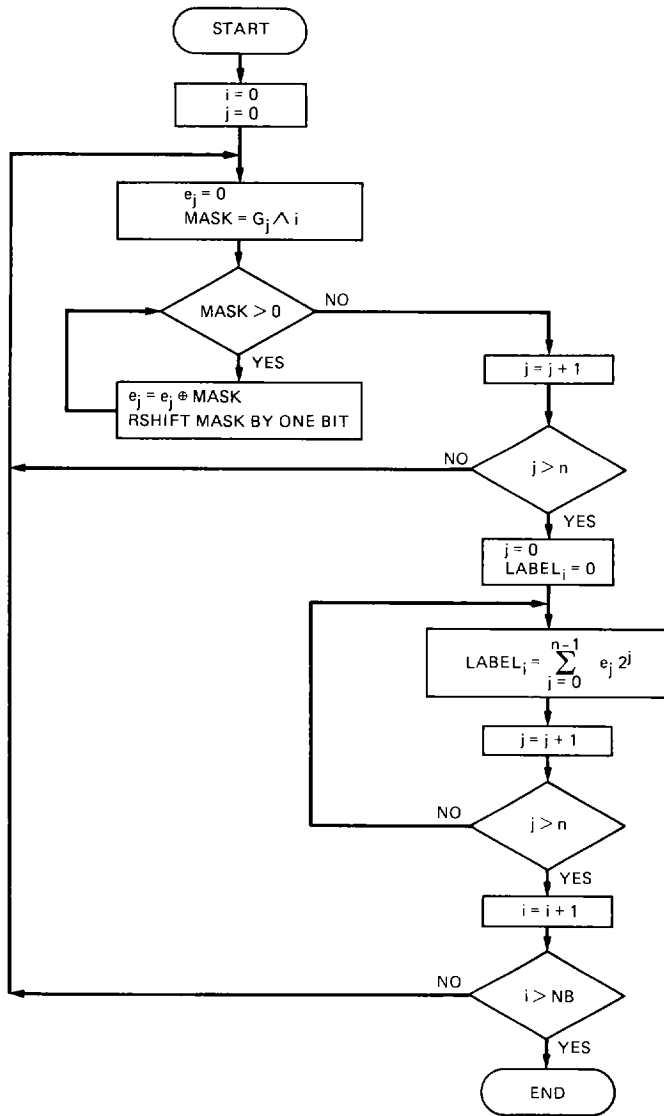 START
i = 0
j = 0
e_j = 0
MASK = G_j ∧ i
MASK > 0
NO
YES
e_j = e_j ⊕ MASK
RSHIFT MASK BY ONE BIT
j = j + 1
NO
j > n
YES
j = 0
LABEL_i = 0
LABEL_i = ∑_{j = 0}^{n-1} e_j 2^j
j = j + 1
NO
j > n
YES
i = i + 1
NO
i > NB
YES
END